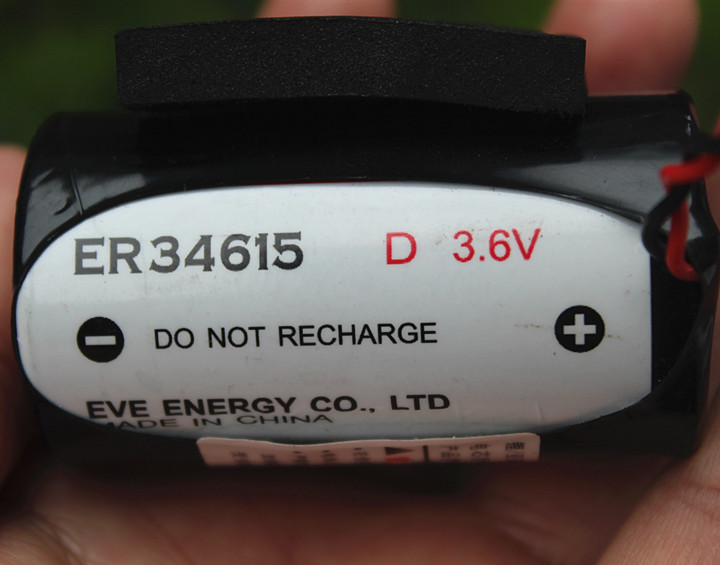 ER34615 D 3.6V
DO NOT RECHARGE
EVE ENERGY CO., LTD
MADE IN CHINA